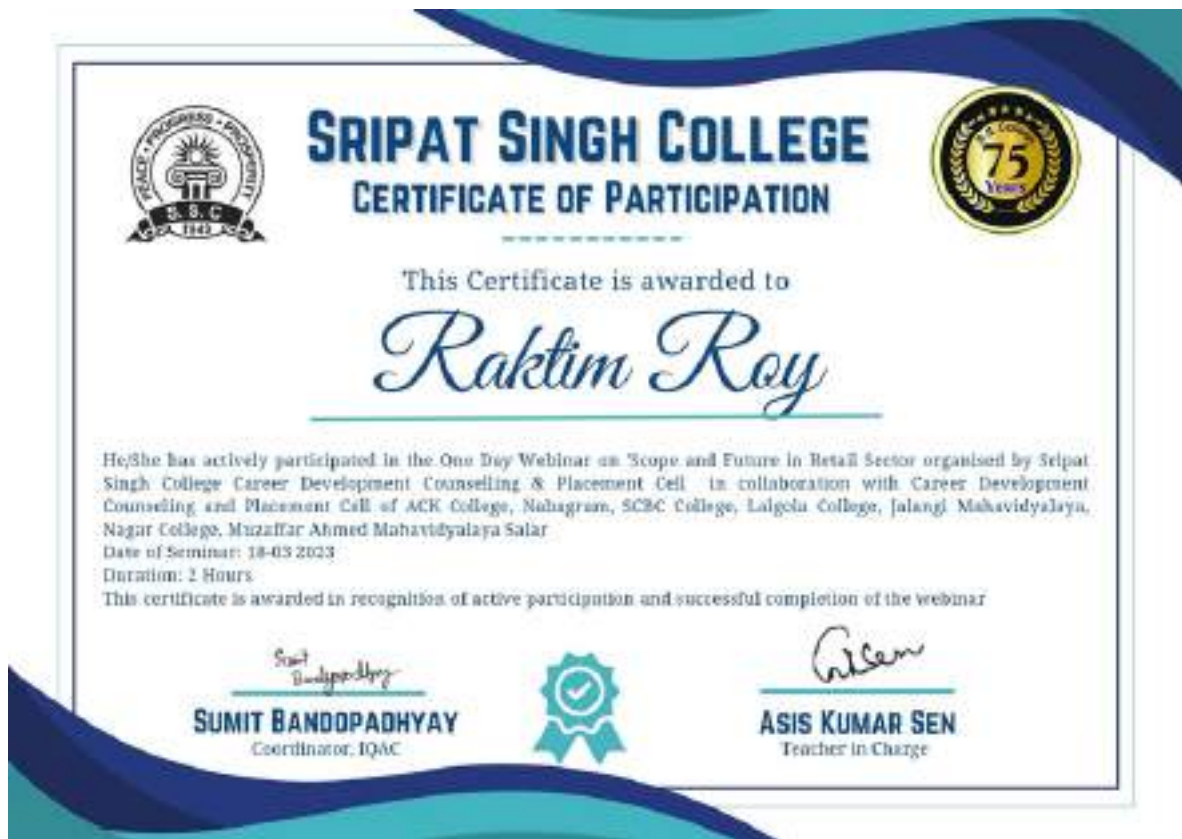 PEACE • PROGRESS • PROSPERITY
S. S. C
1949
SRIPAT SINGH COLLEGE
CERTIFICATE OF PARTICIPATION
75
Years
This Certificate is awarded to
Raktim Roy
He/She has actively participated in the One Day Webinar on 'Scope and Future in Retail Sector organised by Sripat
Singh College Career Development Counselling & Placement Cell in collaboration with Career Development
Counseling and Placement Cell of ACK College, Nabagram, SCBC College, Lalgola College, Jalangi Mahavidyalaya,
Nagar College, Muzaffar Ahmed Mahavidyalaya Salar
Date of Seminar: 18-03 2023
Duration: 2 Hours
This certificate is awarded in recognition of active participation and successful completion of the webinar
Sumit
Bandyopadhyay
SUMIT BANDOPADHYAY
Coordinator, IQAC
ASIS KUMAR SEN
Teacher in Charge